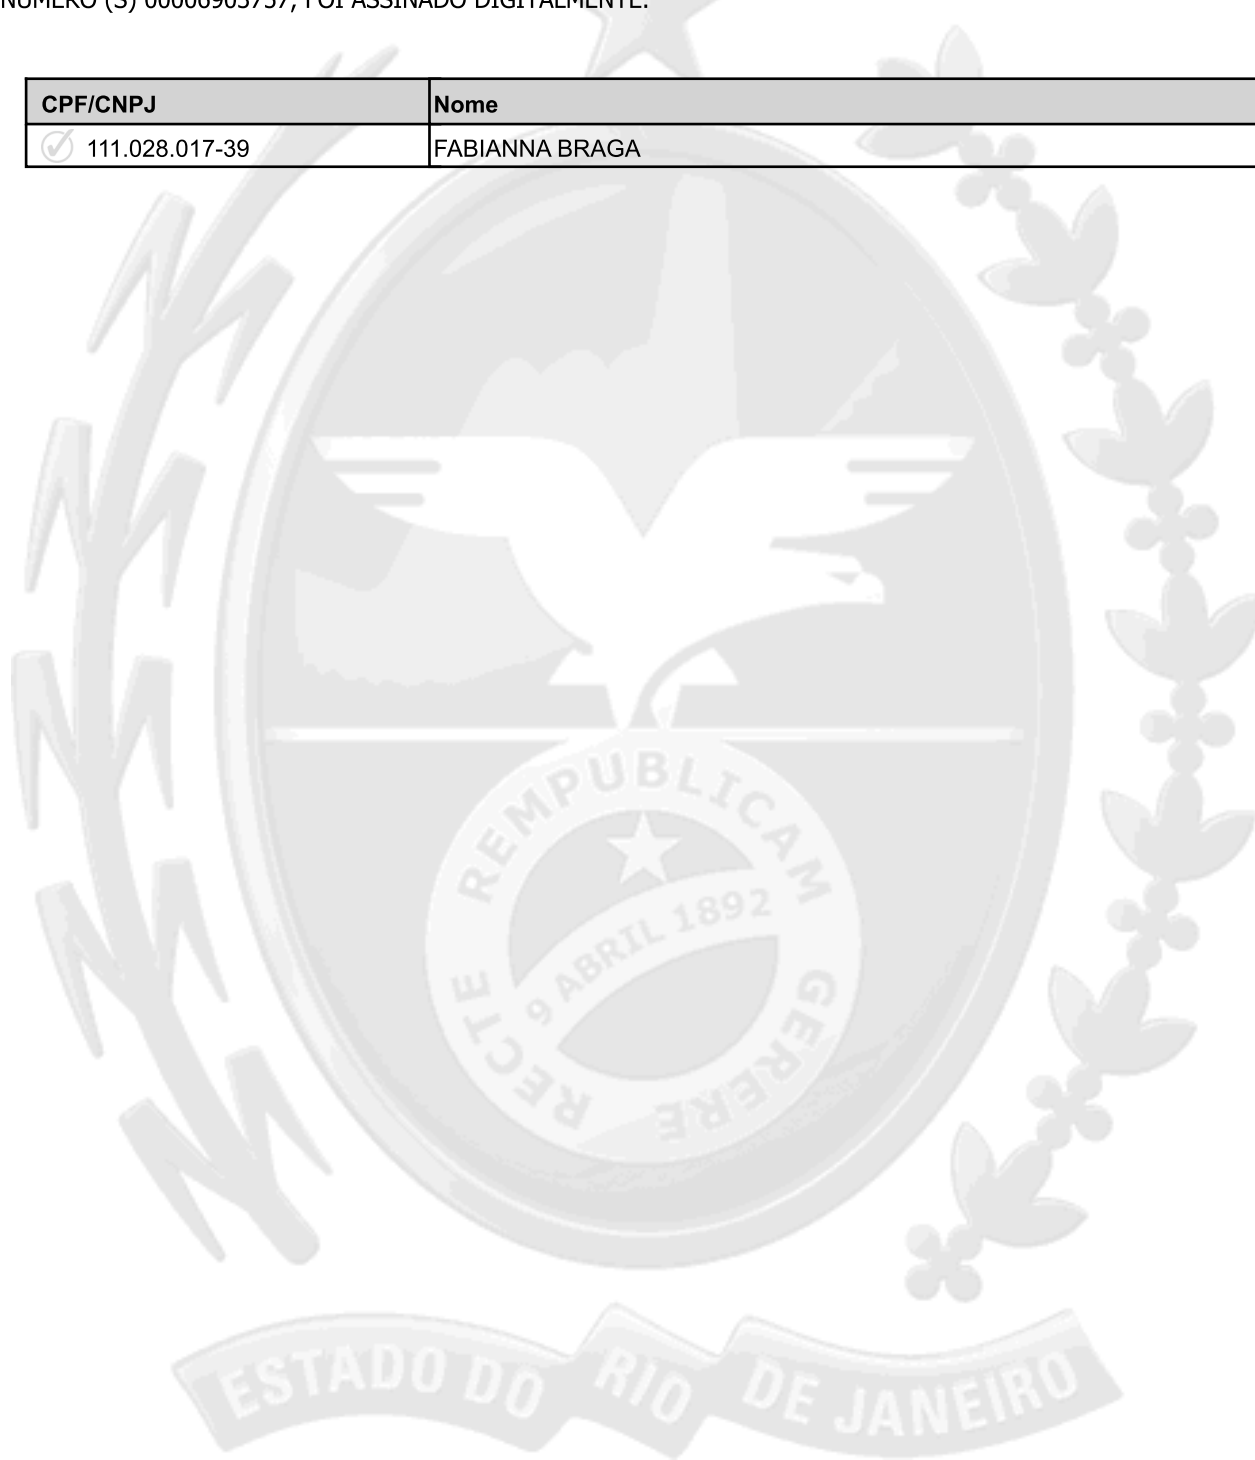 NÚMERO (S) 00006905757, FOI ASSINADO DIGITALMENTE.
CPF/CNPJ Nome
111.028.017-39 FABIANNA BRAGA
RECTE REMPUBLICAM GERERE
9 ABRIL 1892
ESTADO DO RIO DE JANEIRO